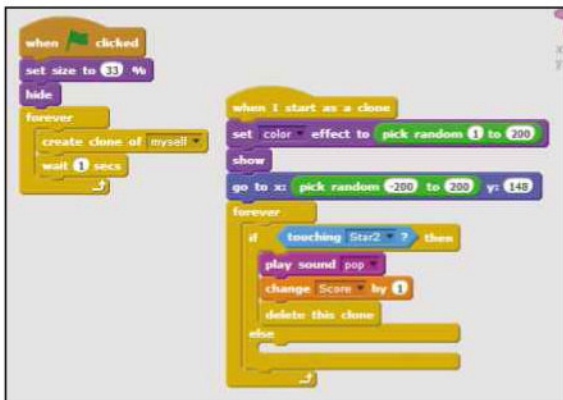 when clicked
set size to 33 %
hide
forever
create clone of myself
wait 1 secs
when I start as a clone
set color effect to pick random 1 to 200
show
go to x: pick random -200 to 200 y: 148
forever
if touching Star2 ? then
play sound pop
change Score by 1
delete this clone
else
x
y